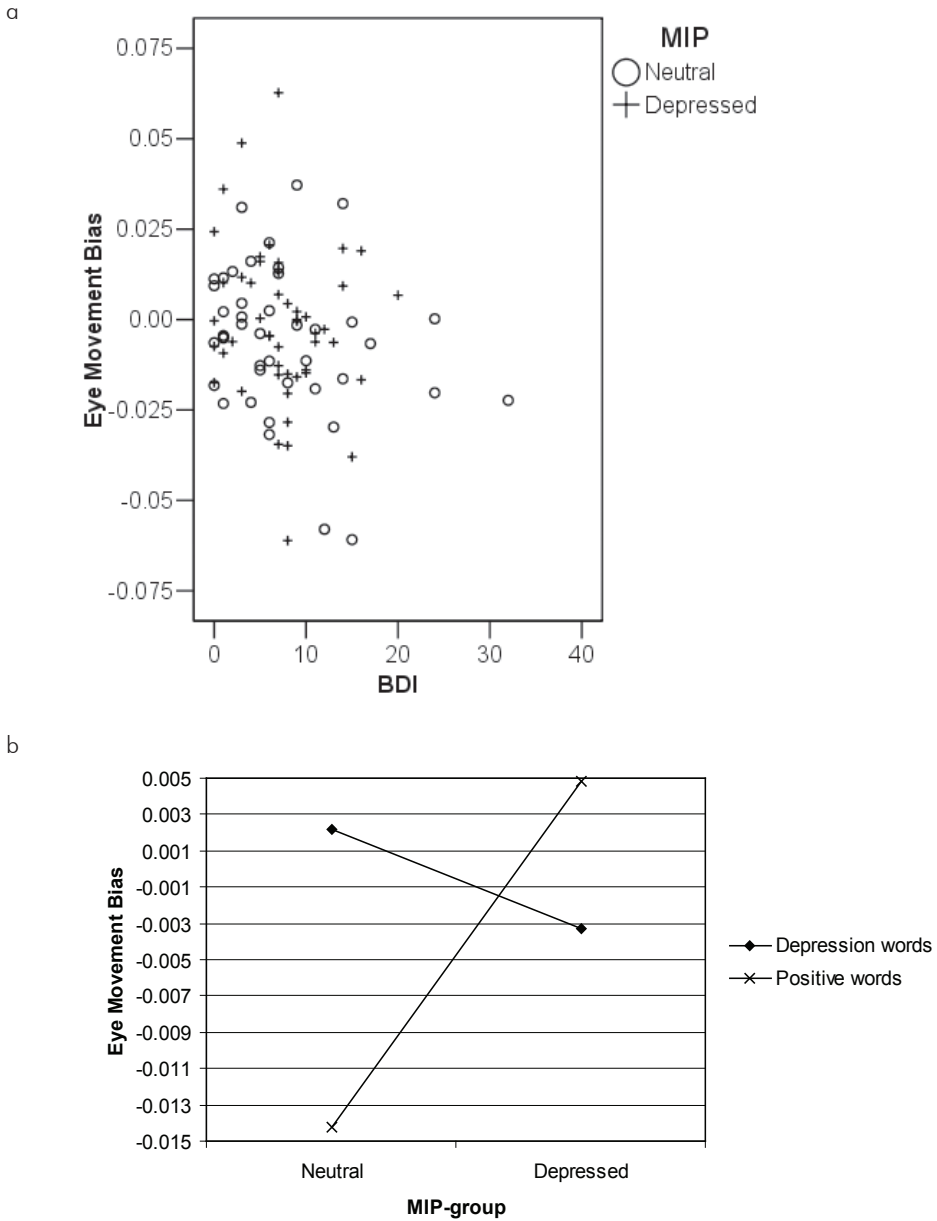 a
MIP
Neutral
Depressed
0.075
0.05
0.025
0.00
-0.025
-0.05
-0.075
Eye Movement Bias
0 10 20 30 40
BDI
b
0.005
0.003
0.001
-0.001
-0.003
-0.005
-0.007
-0.009
-0.011
-0.013
-0.015
Eye Movement Bias
Depression words
Positive words
Neutral Depressed
MIP-group